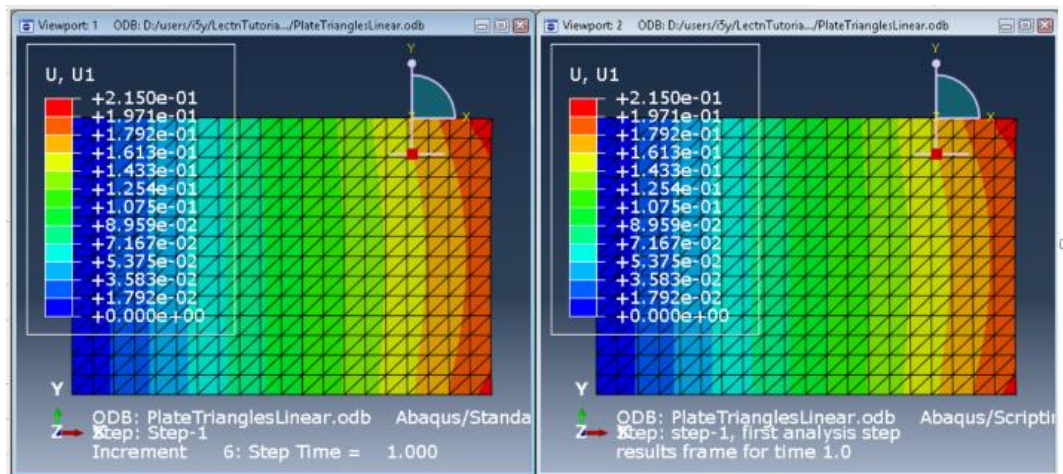 Viewport: 1 ODB: D:/users/i5y/LectnTutoria.../PlateTrianglesLinear.odb
U, U1
+2.150e-01
+1.971e-01
+1.792e-01
+1.613e-01
+1.433e-01
+1.254e-01
+1.075e-01
+8.959e-02
+7.167e-02
+5.375e-02
+3.583e-02
+1.792e-02
+0.000e+00
Y
X
Y
Z
X
ODB: PlateTrianglesLinear.odb Abaqus/Standa
Step: Step-1
Increment 6: Step Time = 1.000
Viewport: 2 ODB: D:/users/i5y/LectnTutoria.../PlateTrianglesLinear.odb
U, U1
+2.150e-01
+1.971e-01
+1.792e-01
+1.613e-01
+1.433e-01
+1.254e-01
+1.075e-01
+8.959e-02
+7.167e-02
+5.375e-02
+3.583e-02
+1.792e-02
+0.000e+00
Y
X
Y
Z
X
ODB: PlateTrianglesLinear.odb Abaqus/Scriptin
Step: step-1, first analysis step
results frame for time 1.0